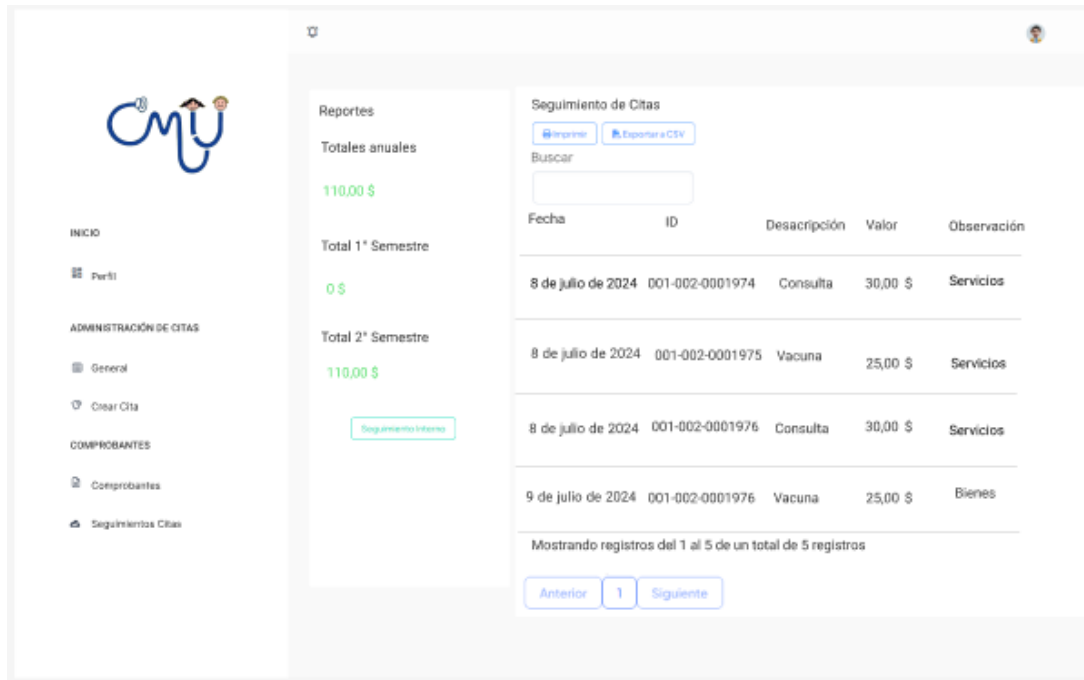 CMU
INICIO
Perfil
ADMINISTRACIÓN DE CITAS
General
Crear Cita
COMPROBANTES
Comprobantes
Seguimientos Citas
Reportes
Totales anuales
110,00 $
Total 1° Semestre
0 $
Total 2° Semestre
110,00 $
Seguimiento Interno
Seguimiento de Citas
Imprimir Exportar a CSV
Buscar
Fecha ID Desacripción Valor Observación
8 de julio de 2024 001-002-0001974 Consulta 30,00 $ Servicios
8 de julio de 2024 001-002-0001975 Vacuna 25,00 $ Servicios
8 de julio de 2024 001-002-0001976 Consulta 30,00 $ Servicios
9 de julio de 2024 001-002-0001976 Vacuna 25,00 $ Bienes
Mostrando registros del 1 al 5 de un total de 5 registros
Anterior 1 Siguiente